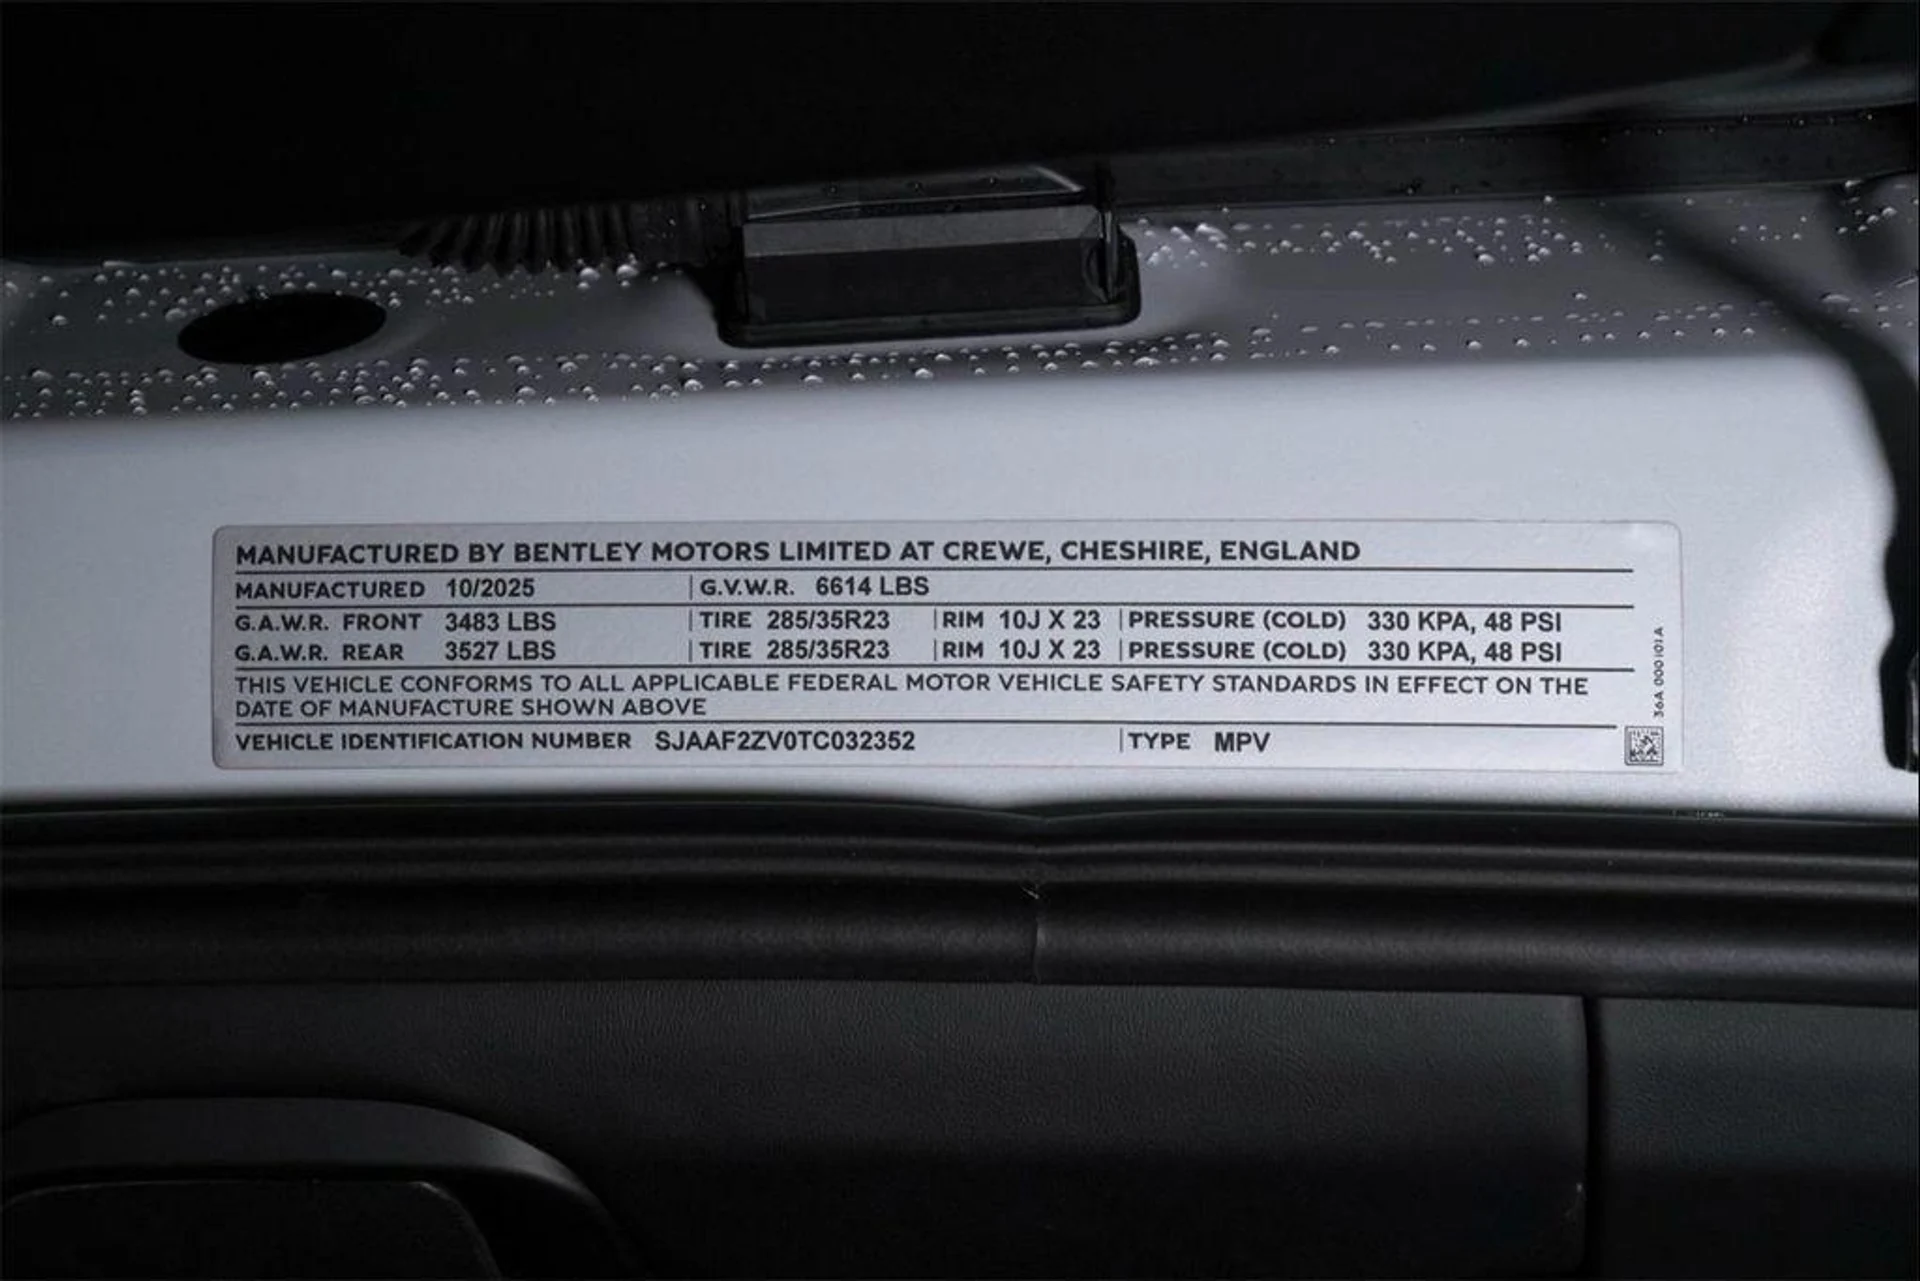 MANUFACTURED BY BENTLEY MOTORS LIMITED AT CREWE, CHESHIRE, ENGLAND
MANUFACTURED 10/2025 G.V.W.R. 6614 LBS
G.A.W.R. FRONT 3483 LBS TIRE 285/35R23 RIM 10J X 23 PRESSURE (COLD) 330 KPA, 48 PSI
G.A.W.R. REAR 3527 LBS TIRE 285/35R23 RIM 10J X 23 PRESSURE (COLD) 330 KPA, 48 PSI
THIS VEHICLE CONFORMS TO ALL APPLICABLE FEDERAL MOTOR VEHICLE SAFETY STANDARDS IN EFFECT ON THE
DATE OF MANUFACTURE SHOWN ABOVE
VEHICLE IDENTIFICATION NUMBER SJAAF2ZV0TC032352 TYPE MPV
36A 000101 A